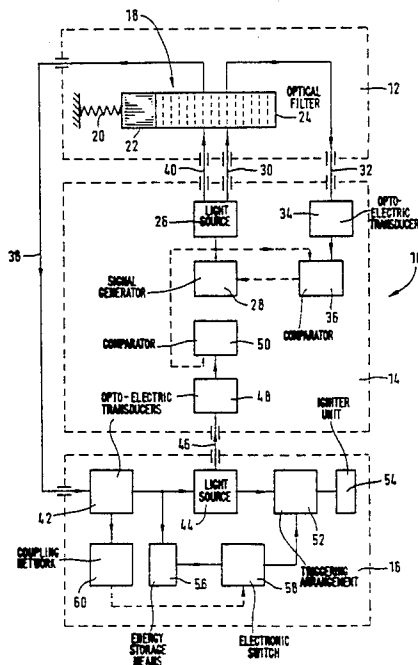 18
OPTICAL
FILTER
12
20
22
24
40
30
32
LIGHT
SOURCE
26
34
OPTO-
ELECTRIC
TRANSDUCER
38
SIGNAL
GENERATOR
28
36
COMPARATOR
10
COMPARATOR
50
OPTO-ELECTRIC
TRANSDUCERS
48
14
IGNITER
UNIT
46
LIGHT
SOURCE
44
54
42
52
COUPLING
NETWORK
60
56
58
TRIGGERING
ARRANGEMENT
16
ENERGY
STORAGE
MEANS
ELECTRONIC
SWITCH